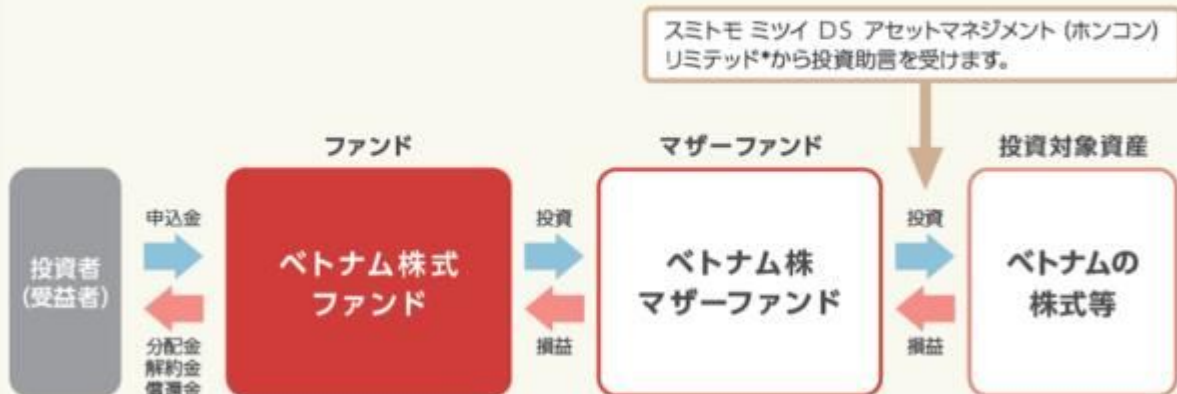 スミトモ ミツイ DS アセットマネジメント (ホンコン)
リミテッド*から投資助言を受けます。
ファンド
マザーファンド
投資対象資産
投資者
(受益者)
申込金
分配金
解約金
償還金
ベトナム株式
ファンド
投資
損益
ベトナム株
マザーファンド
投資
損益
ベトナムの
株式等